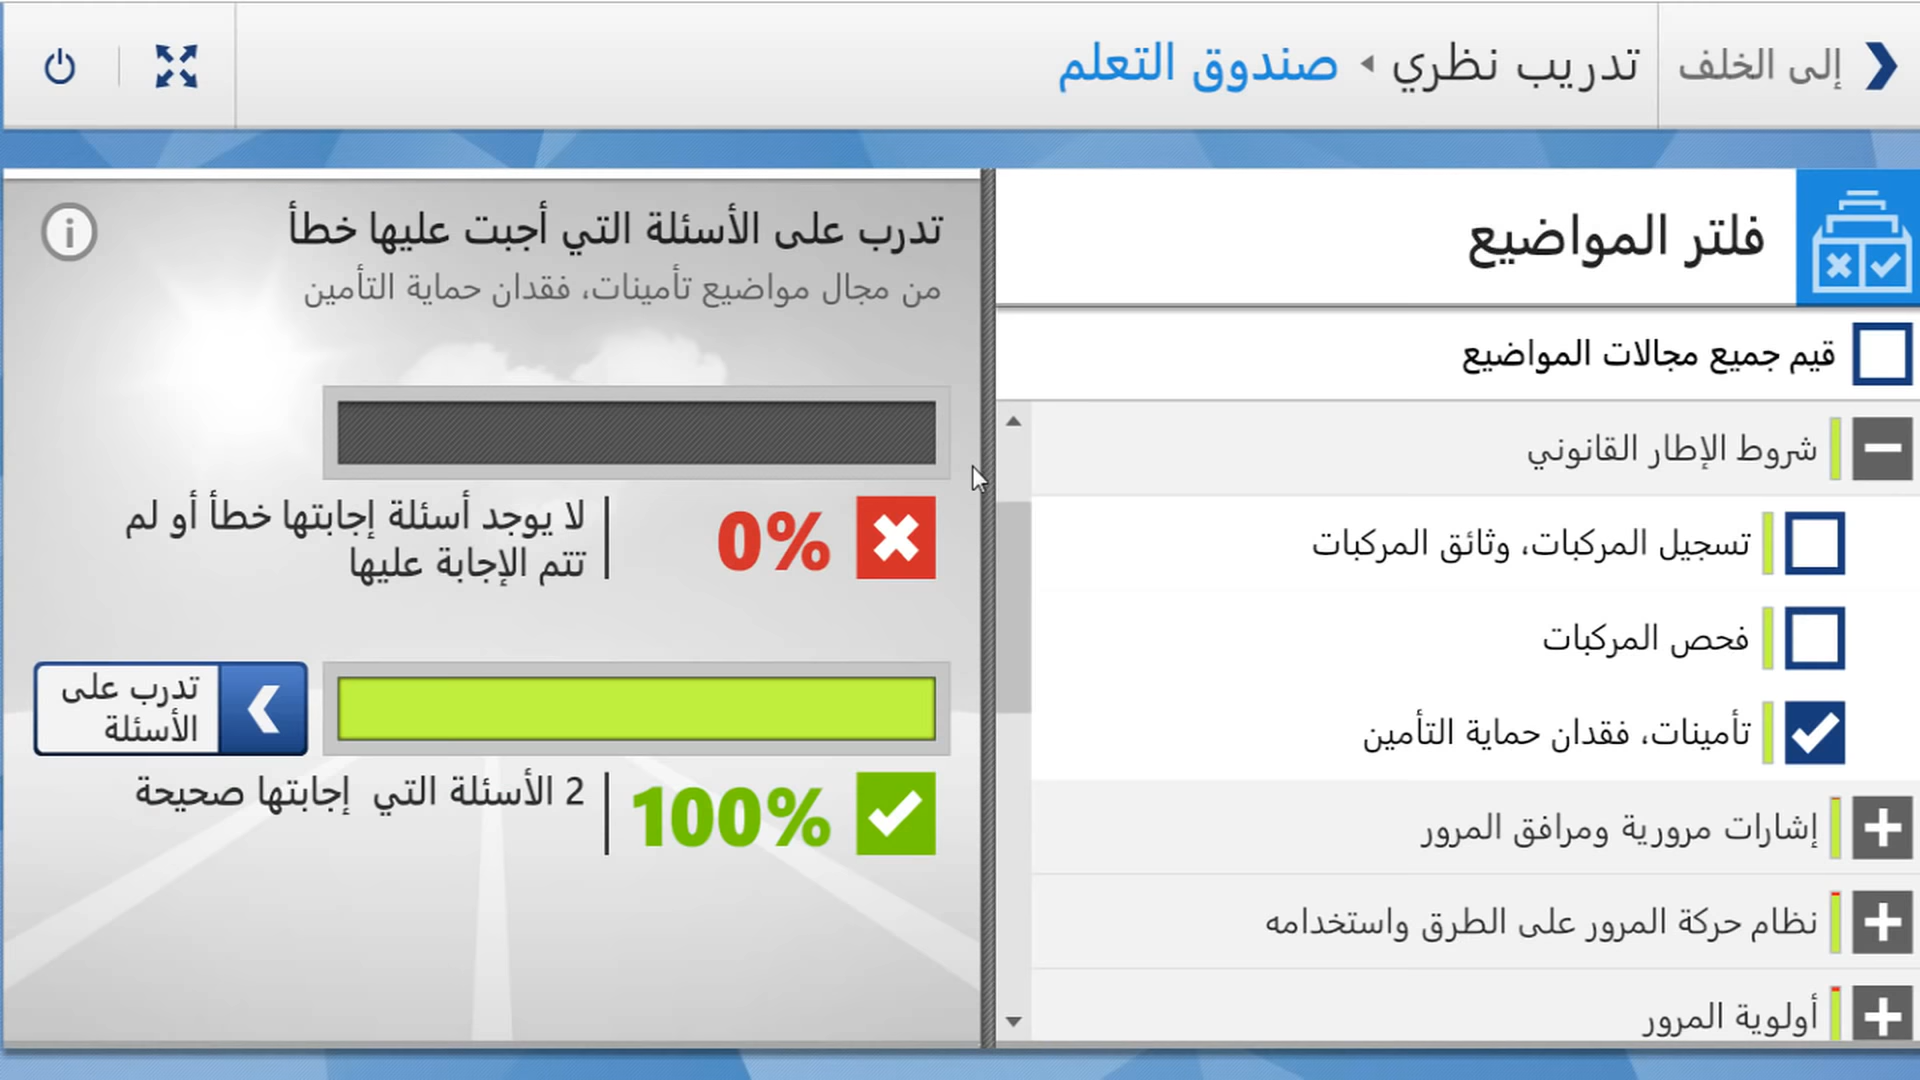 إلى الخلف
تدريب نظري
صندوق التعلم
فلتر المواضيع
قيم جميع مجالات المواضيع
شروط الإطار القانوني
تسجيل المركبات، وثائق المركبات
فحص المركبات
تأمينات، فقدان حماية التأمين
إشارات مرورية ومرافق المرور
نظام حركة المرور على الطرق واستخدامه
أولوية المرور
تدرب على الأسئلة التي أجبت عليها خطأ
من مجال مواضيع تأمينات، فقدان حماية التأمين
0%
لا يوجد أسئلة إجابتها خطأ أو لم
تتم الإجابة عليها
تدرب على
الأسئلة
100%
2 الأسئلة التي إجابتها صحيحة